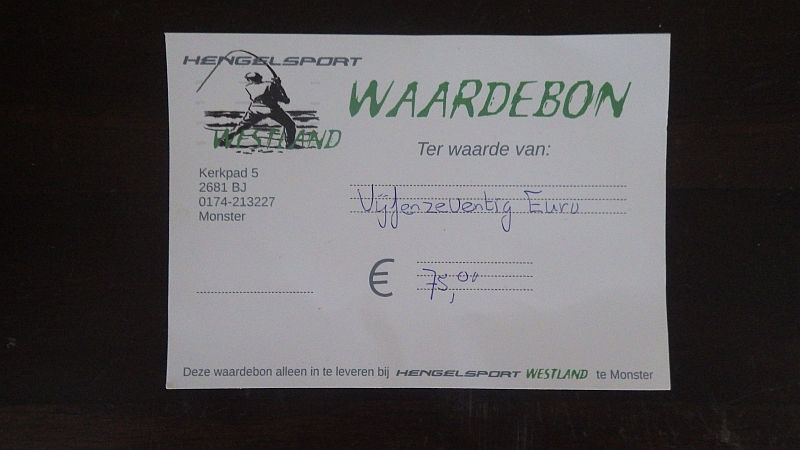 HENGELSPORT
WESTLAND
WAARDEBON
Ter waarde van:
Kerkpad 5
2681 BJ
0174-213227
Monster
Vijfenzeventig Euro
€ 75,00
Deze waardebon alleen in te leveren bij HENGELSPORT WESTLAND te Monster